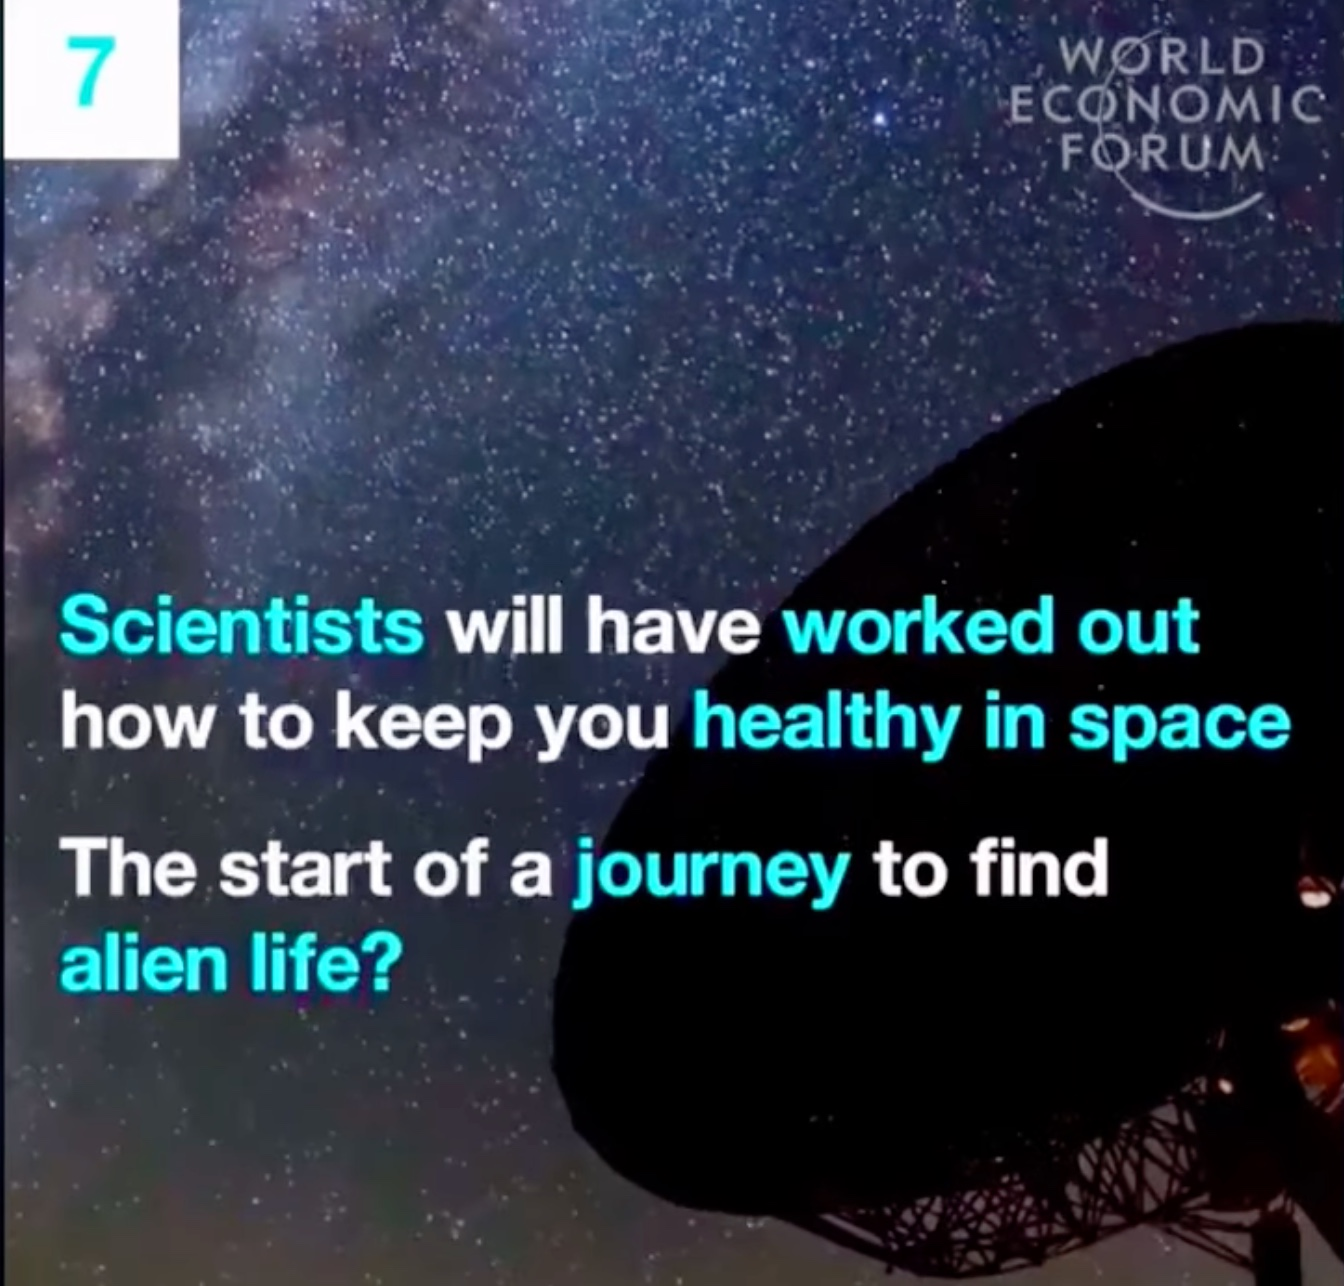 7
WORLD
ECONOMIC
FORUM
Scientists will have worked out
how to keep you healthy in space
The start of a journey to find
alien life?